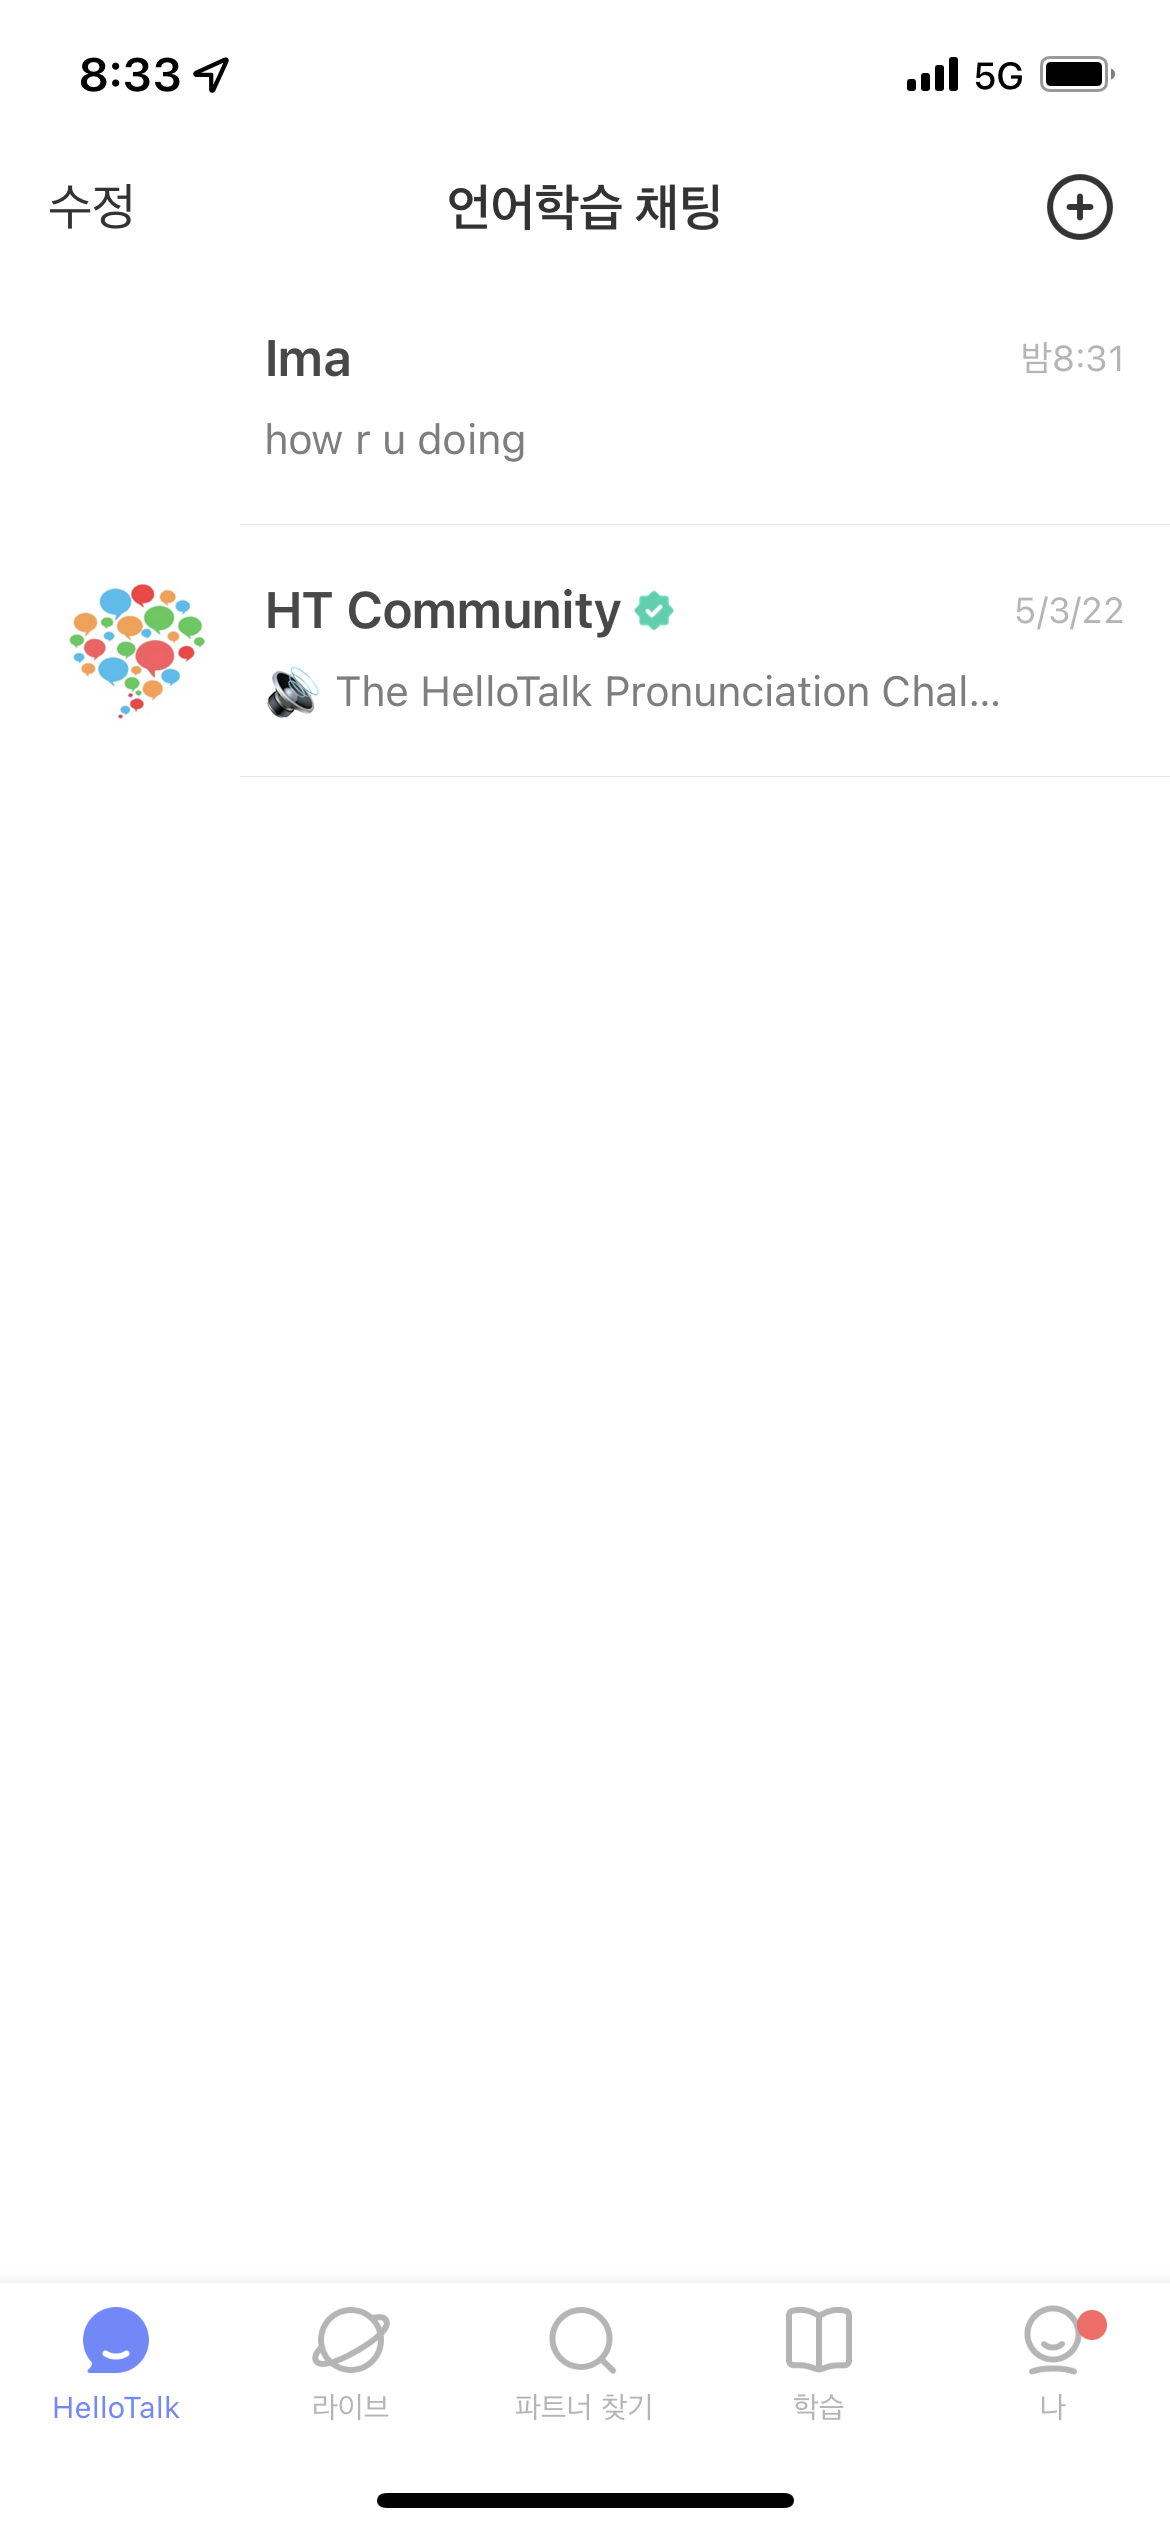 8:33
5G
수정
언어학습 채팅
Ima
밤8:31
how r u doing
HT Community
5/3/22
🔊 The HelloTalk Pronunciation Chal...
HelloTalk
라이브
파트너 찾기
학습
나